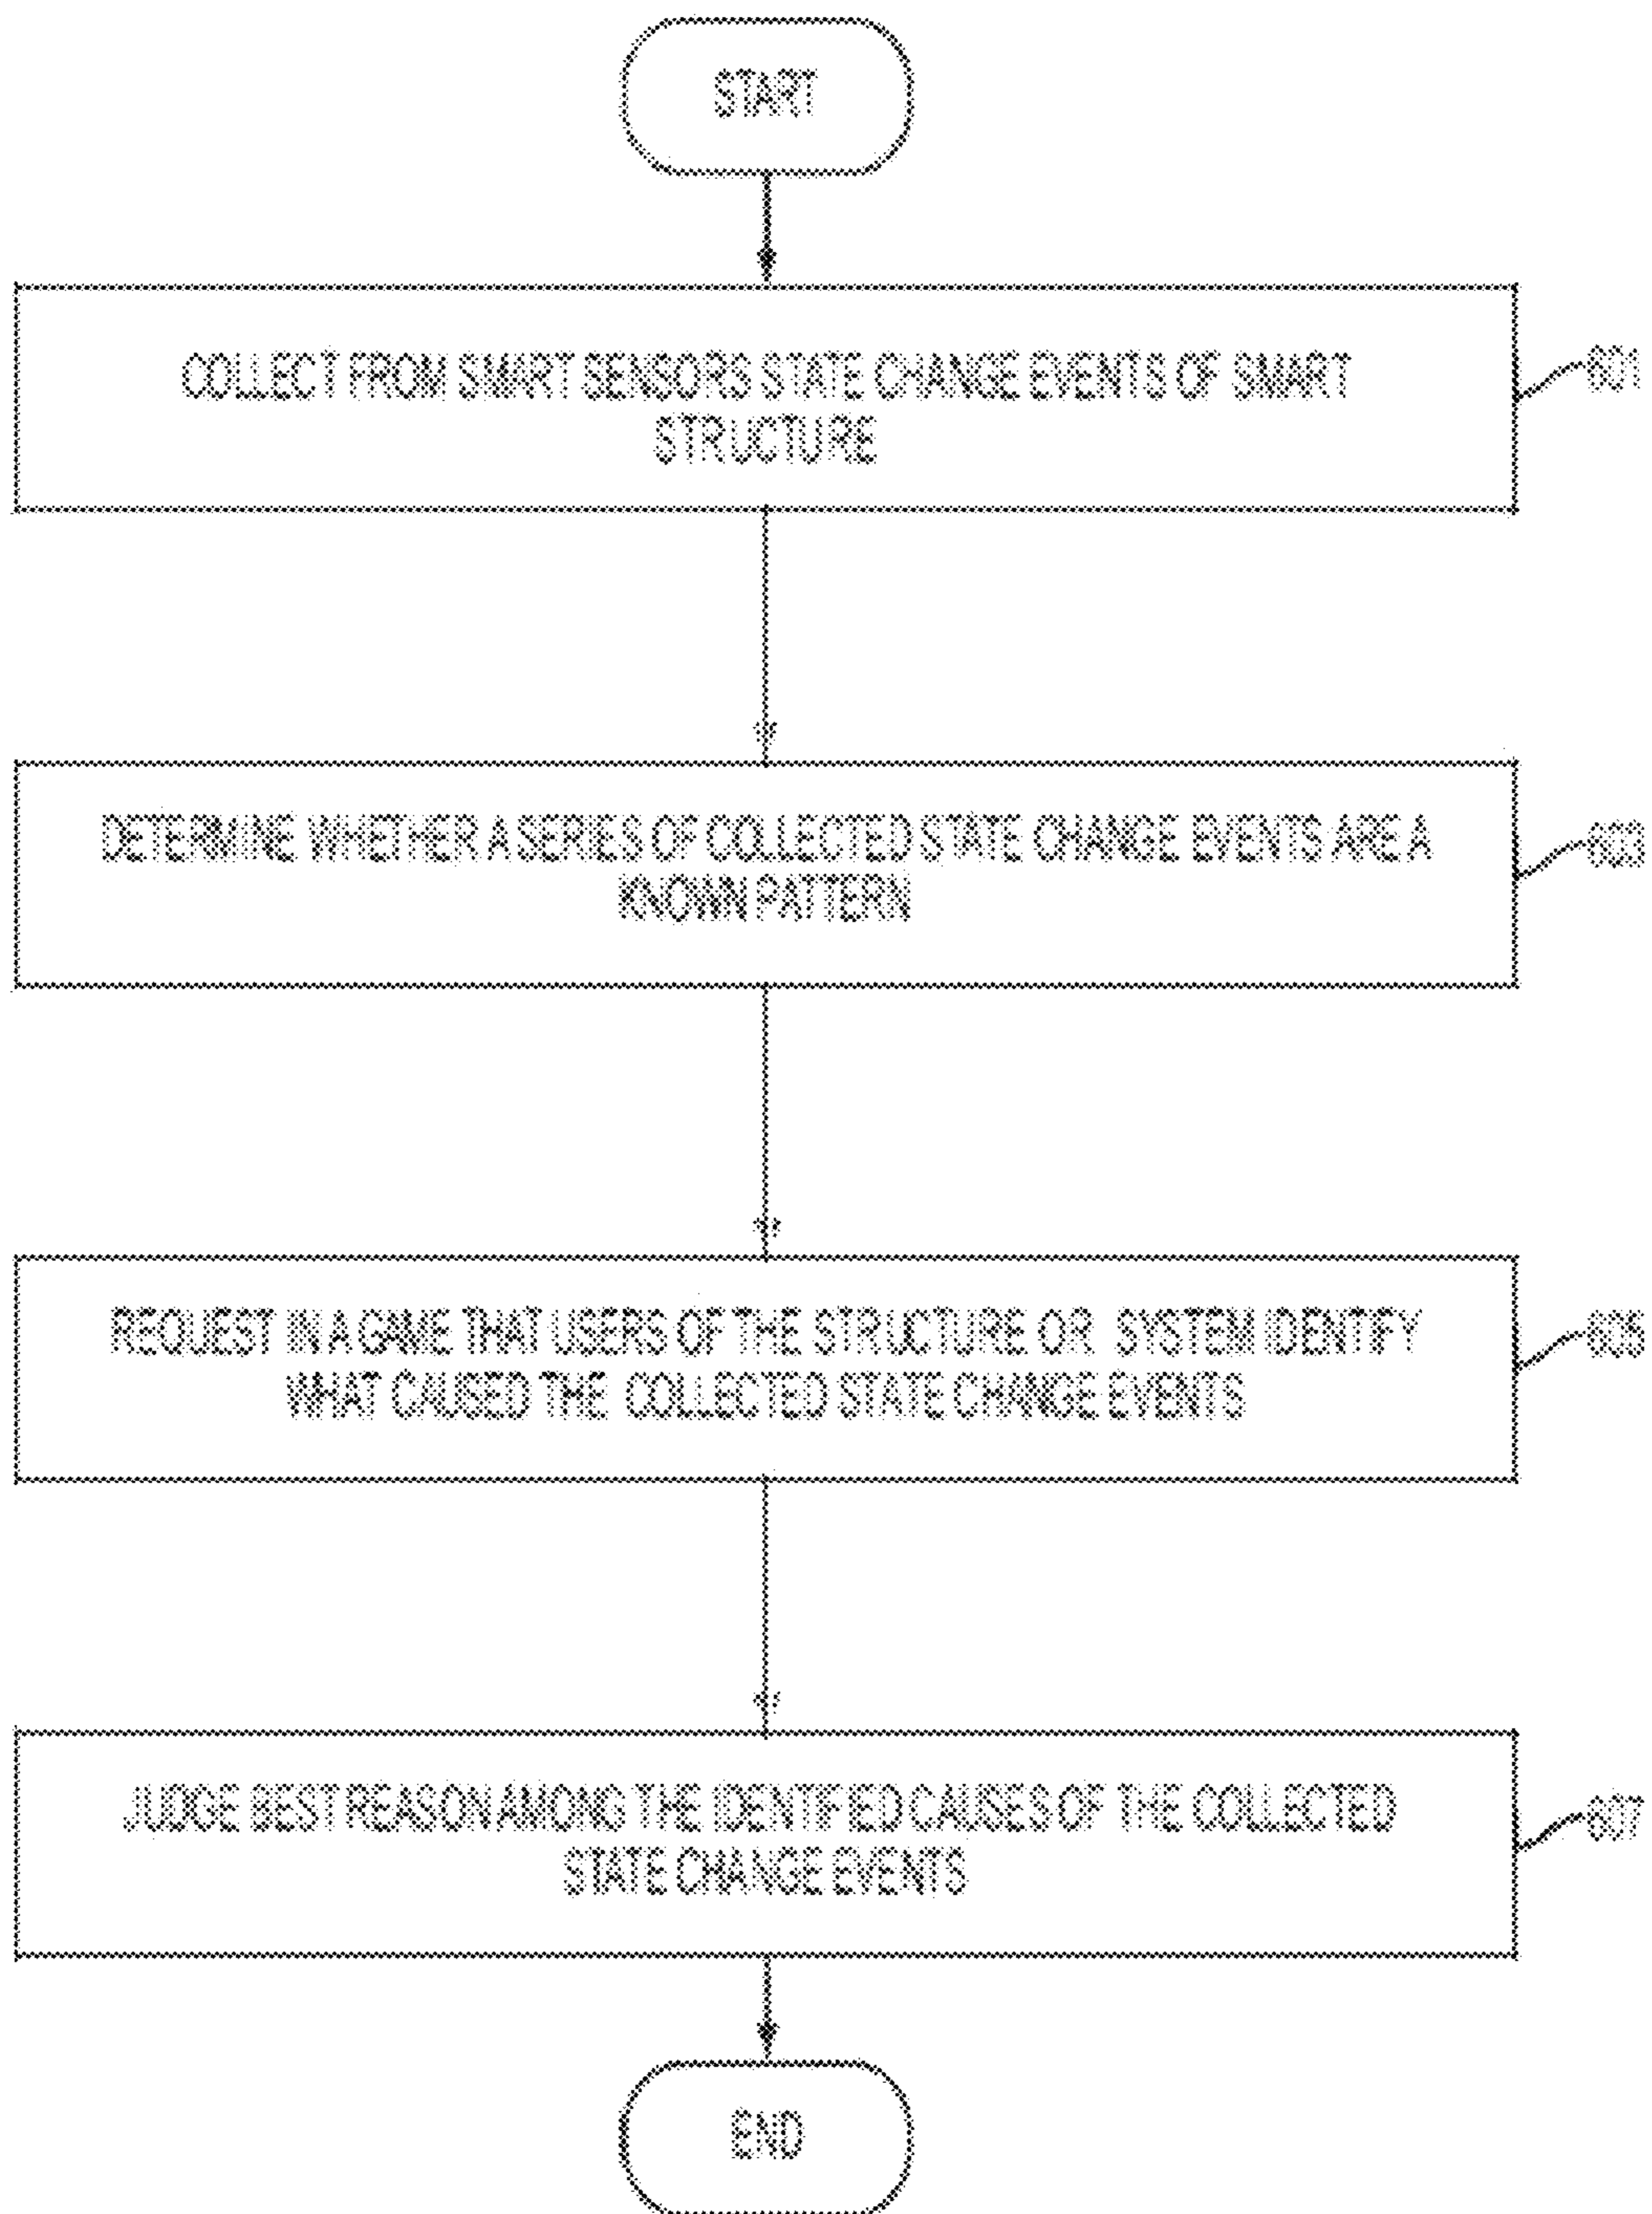 START
COLLECT FROM SMART SENSORS STATE CHANGE EVENTS OF SMART
STRUCTURE
601
DETERMINE WHETHER A SERIES OF COLLECTED STATE CHANGE EVENTS ARE A
KNOWN PATTERN
603
REQUEST IN A GAME THAT USERS OF THE STRUCTURE OR SYSTEM IDENTIFY
WHAT CAUSED THE COLLECTED STATE CHANGE EVENTS
605
JUDGE BEST REASON AMONG THE IDENTIFIED CAUSES OF THE COLLECTED
STATE CHANGE EVENTS
607
END